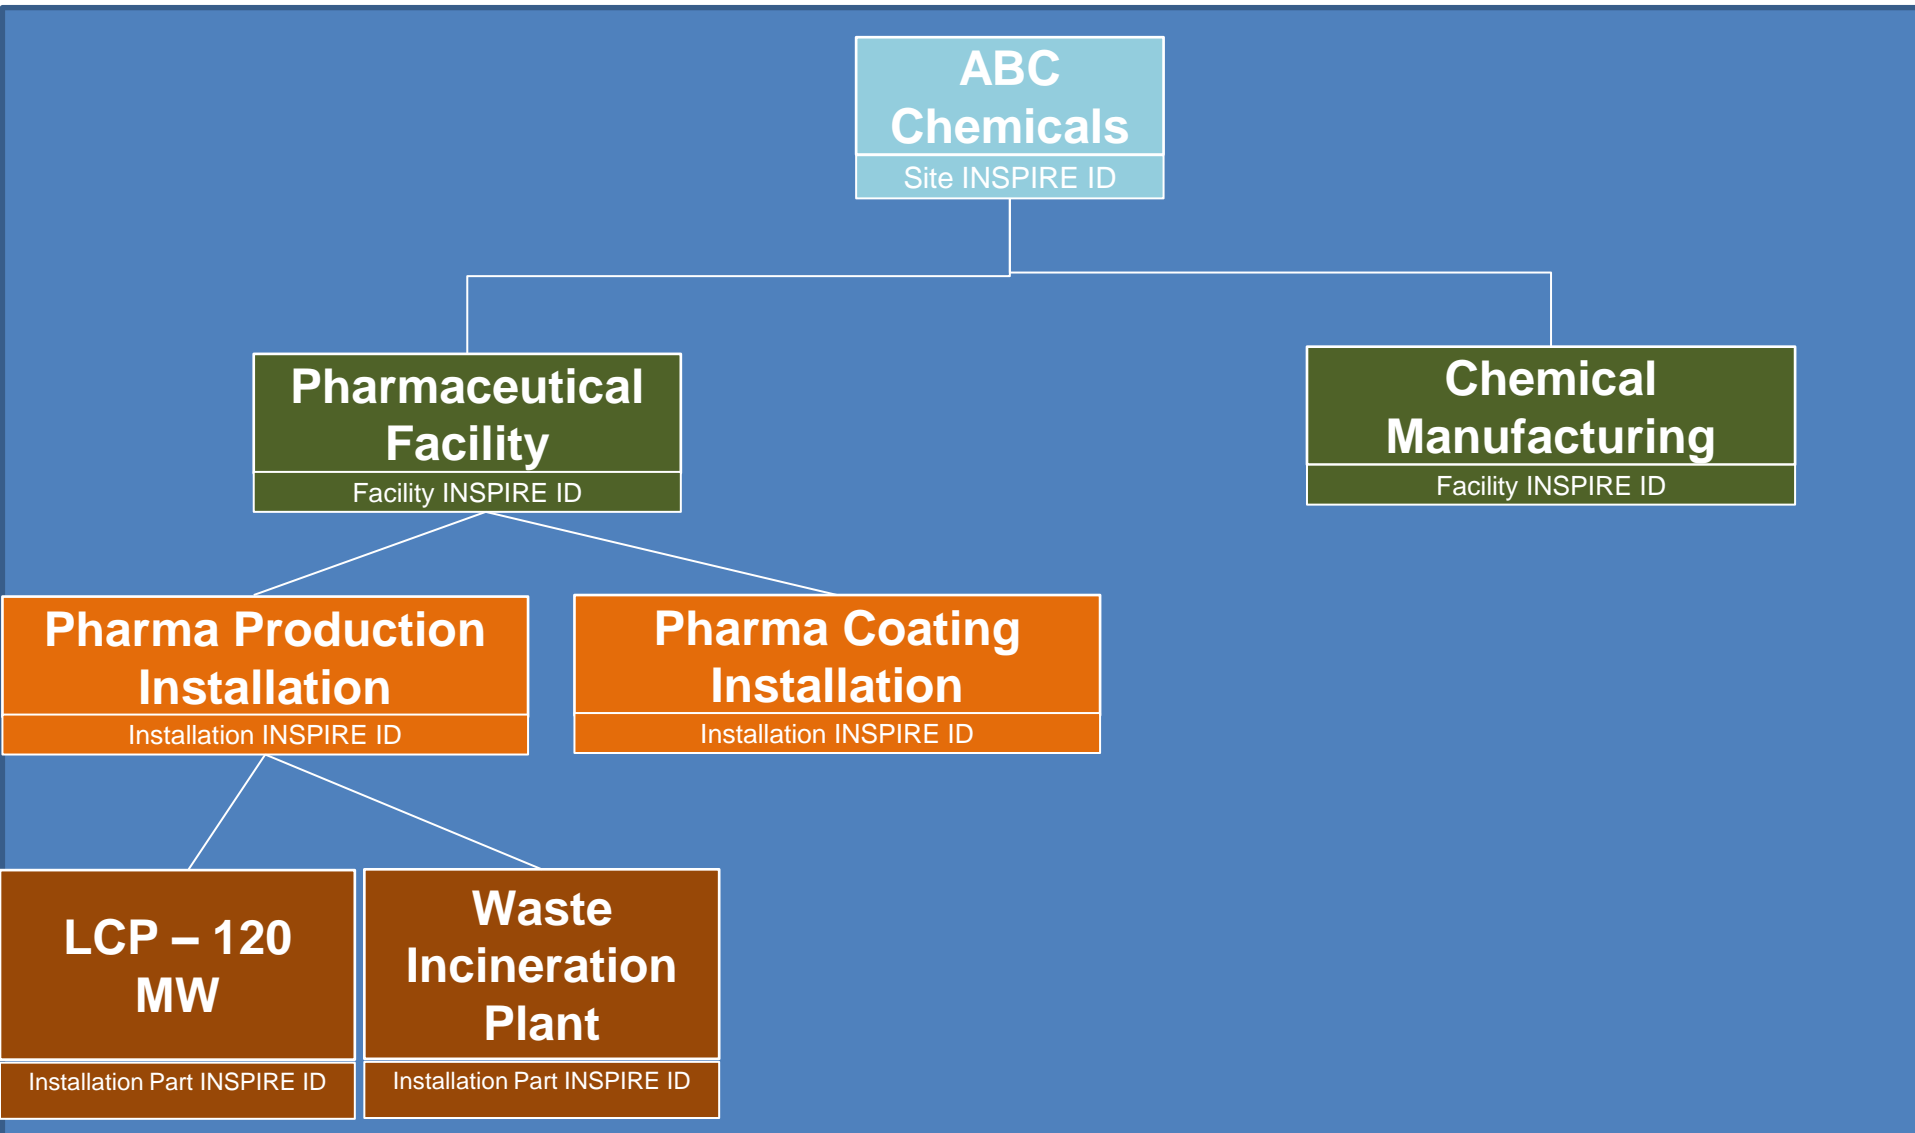 ABC
Chemicals
Site INSPIRE ID
Pharmaceutical
Facility
Facility INSPIRE ID
Chemical
Manufacturing
Facility INSPIRE ID
Pharma Production
Installation
Installation INSPIRE ID
Pharma Coating
Installation
Installation INSPIRE ID
LCP – 120
MW
Installation Part INSPIRE ID
Waste
Incineration
Plant
Installation Part INSPIRE ID